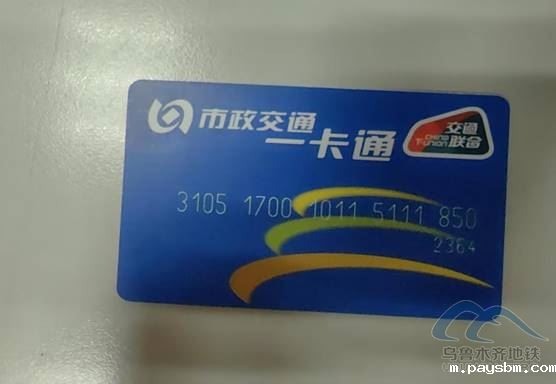 市政交通
一卡通
交通
CHINA
T-UNION
联合
3105 1700 1011 5111 850
2364
乌鲁木齐地铁
m.paysbm.com